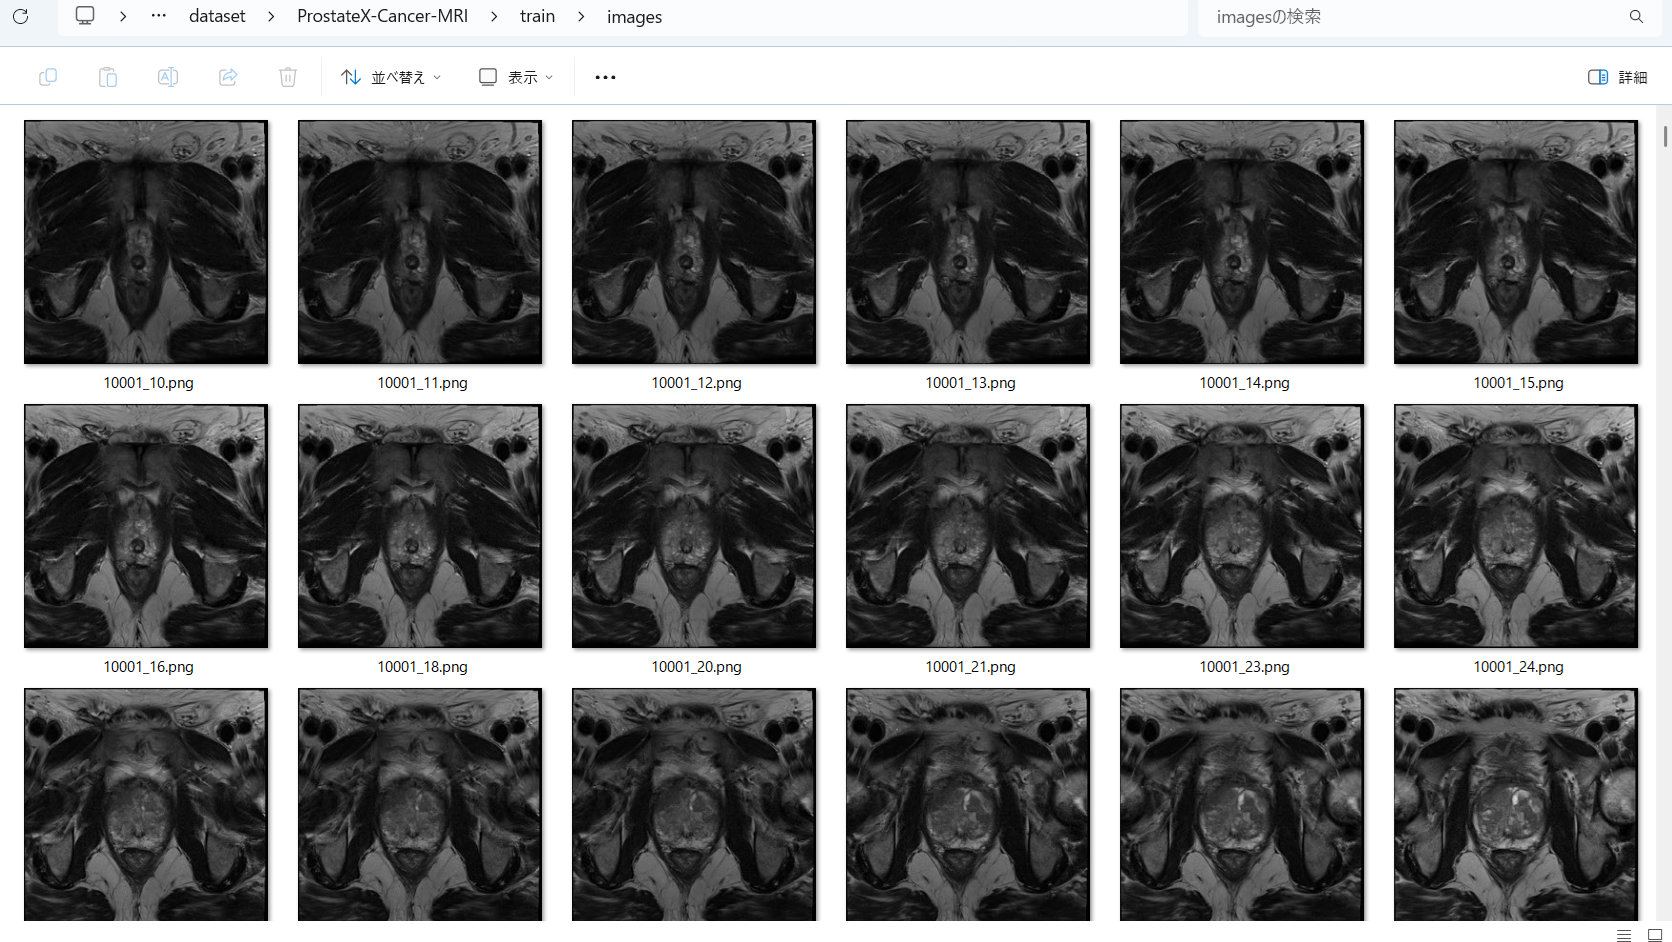 dataset > ProstateX-Cancer-MRI > train > images
imagesの検索
並べ替え
表示
詳細
10001_10.png
10001_11.png
10001_12.png
10001_13.png
10001_14.png
10001_15.png
10001_16.png
10001_18.png
10001_20.png
10001_21.png
10001_23.png
10001_24.png